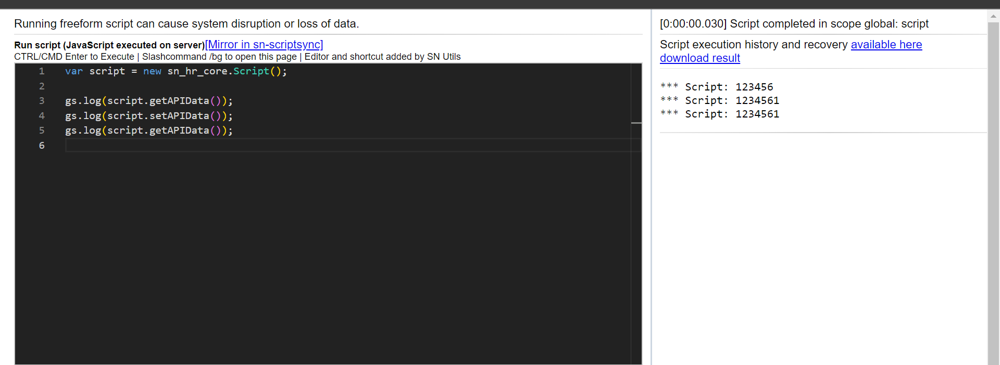 Running freeform script can cause system disruption or loss of data.
Run script (JavaScript executed on server)[Mirror in sn-scriptsync]
CTRL/CMD Enter to Execute | Slashcommand /bg to open this page | Editor and shortcut added by SN Utils
1 var script = new sn_hr_core.Script();
2
3 gs.log(script.getAPIData());
4 gs.log(script.setAPIData());
5 gs.log(script.getAPIData());
6
[0:00:00.030] Script completed in scope global: script
Script execution history and recovery available here
download result
*** Script: 123456
*** Script: 1234561
*** Script: 1234561